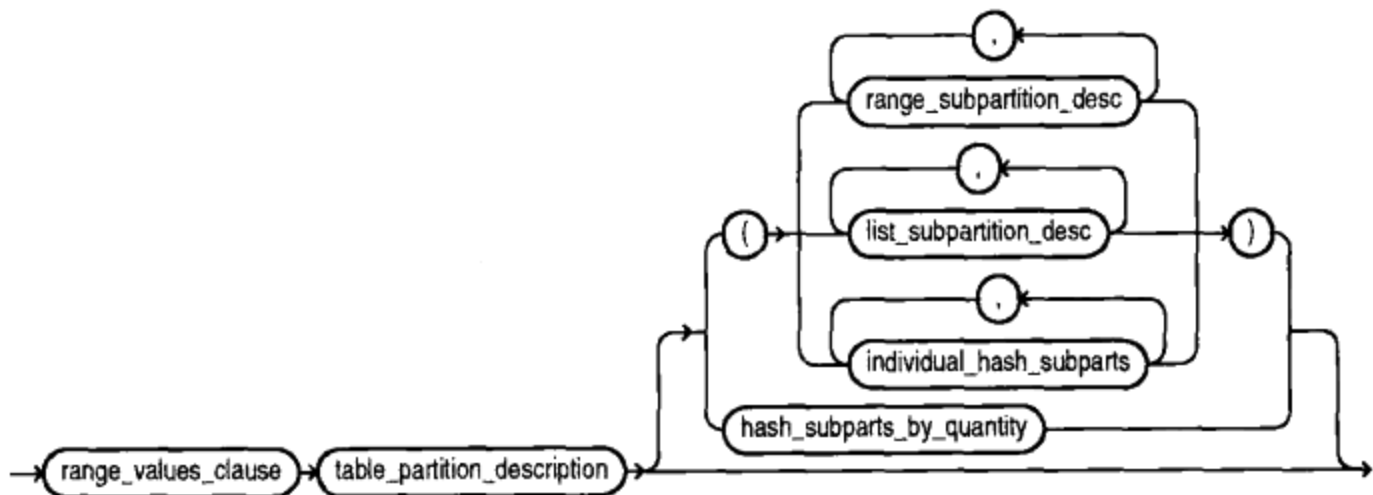 ,
range_subpartition_desc
,
( list_subpartition_desc )
,
individual_hash_subparts
hash_subparts_by_quantity
range_values_clause table_partition_description